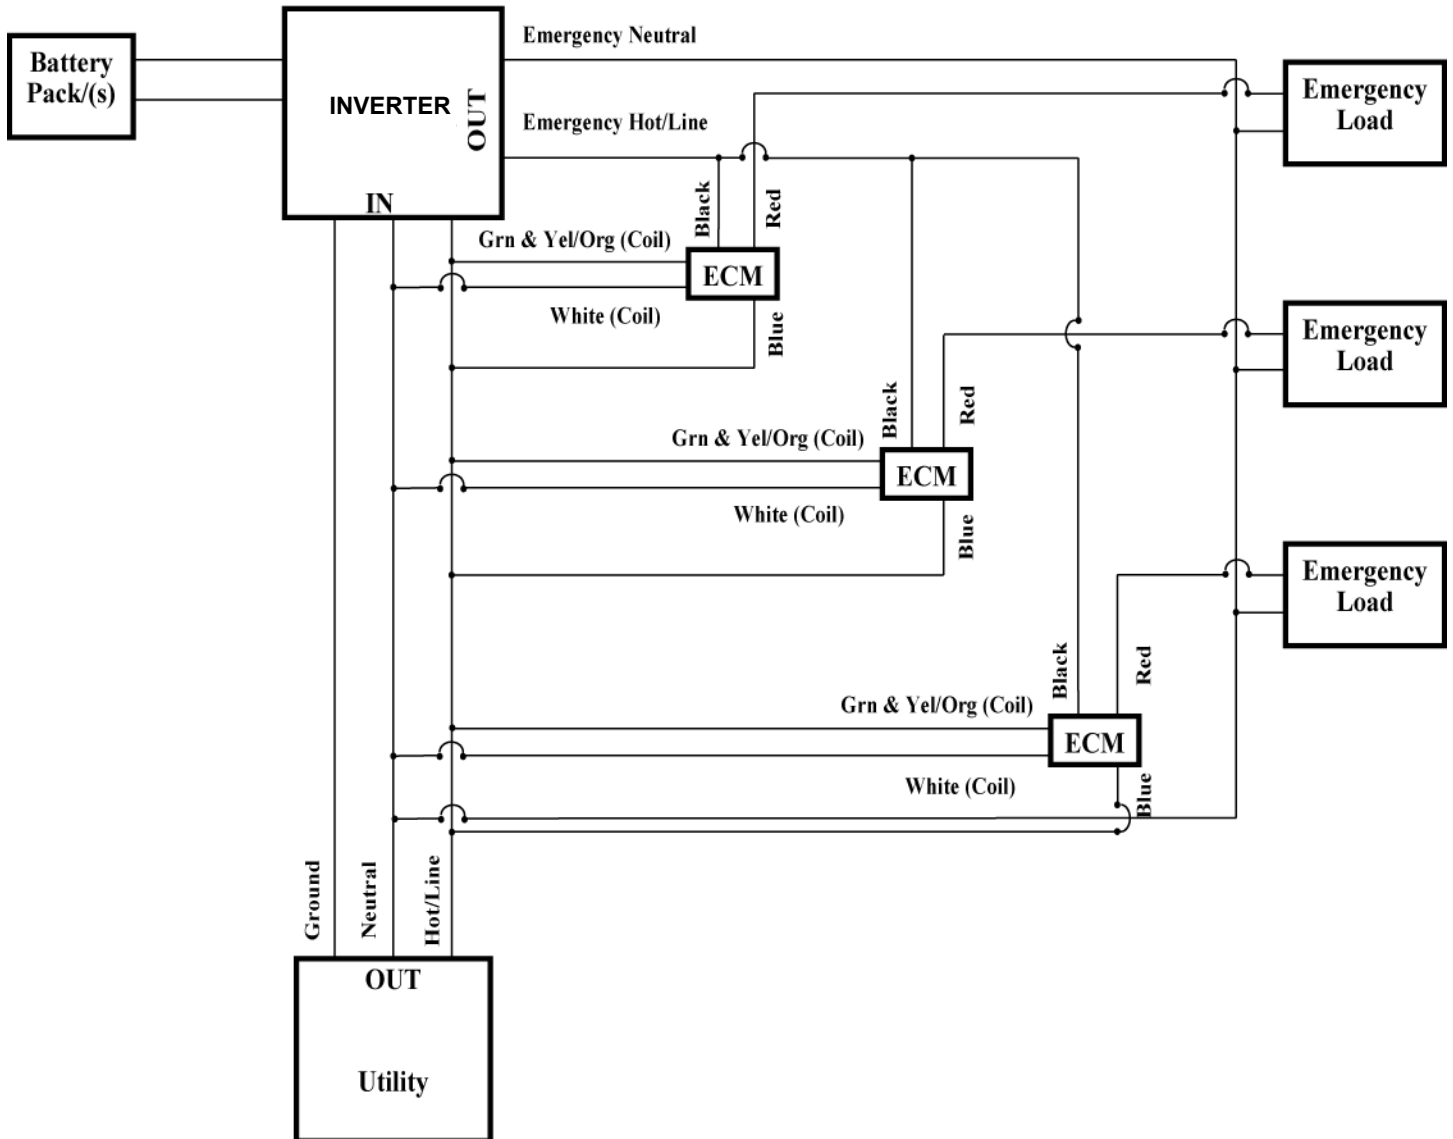 Emergency Neutral
Battery
Pack/(s)
INVERTER
OUT
Emergency Hot/Line
IN
Emergency
Load
Black
Red
Grn & Yel/Org (Coil)
ECM
White (Coil)
Blue
Emergency
Load
Black
Red
Grn & Yel/Org (Coil)
ECM
White (Coil)
Blue
Emergency
Load
Black
Red
Grn & Yel/Org (Coil)
ECM
White (Coil)
Blue
Ground
Neutral
Hot/Line
OUT
Utility